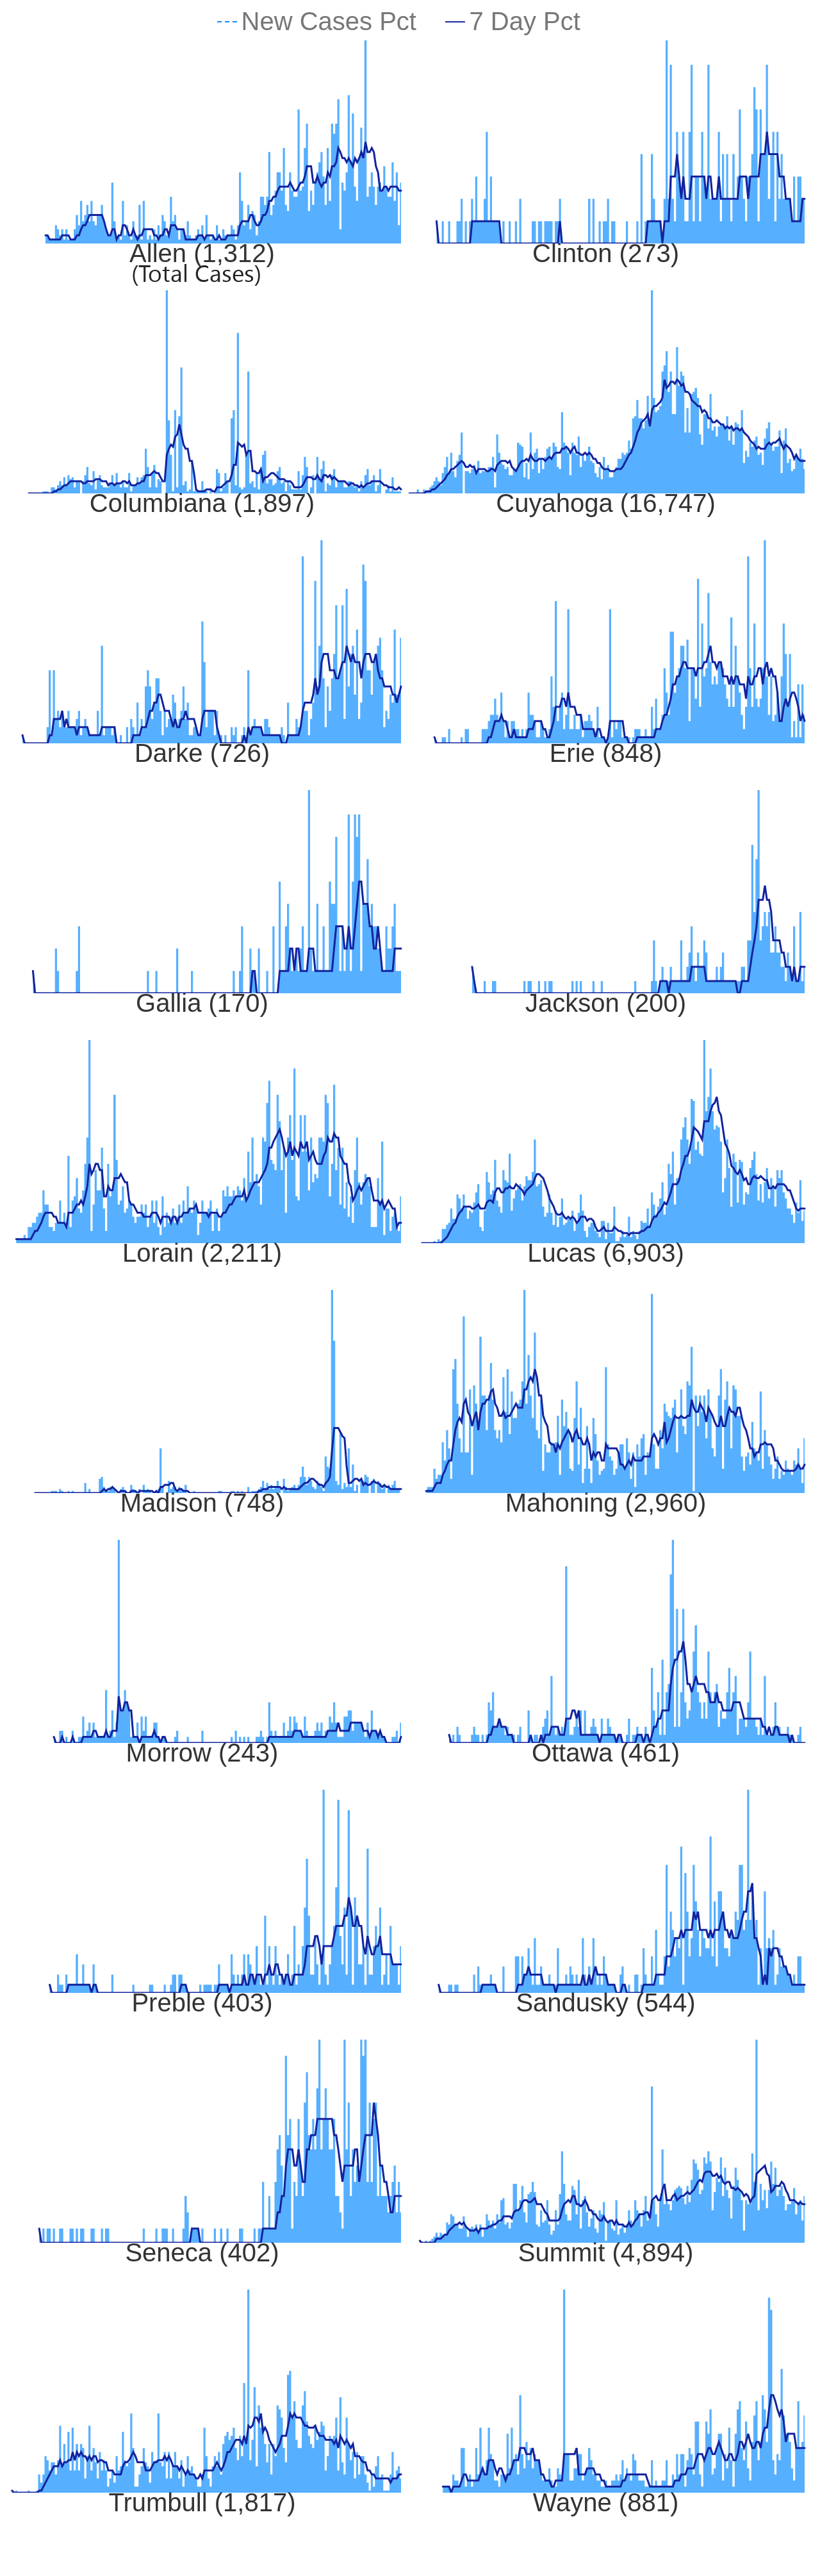 New Cases Pct 7 Day Pct
Allen (1,312) Clinton (273)
(Total Cases)
Columbiana (1,897) Cuyahoga (16,747)
Darke (726) Erie (848)
Gallia (170) Jackson (200)
Lorain (2,211) Lucas (6,903)
Madison (748) Mahoning (2,960)
Morrow (243) Ottawa (461)
Preble (403) Sandusky (544)
Seneca (402) Summit (4,894)
Trumbull (1,817) Wayne (881)